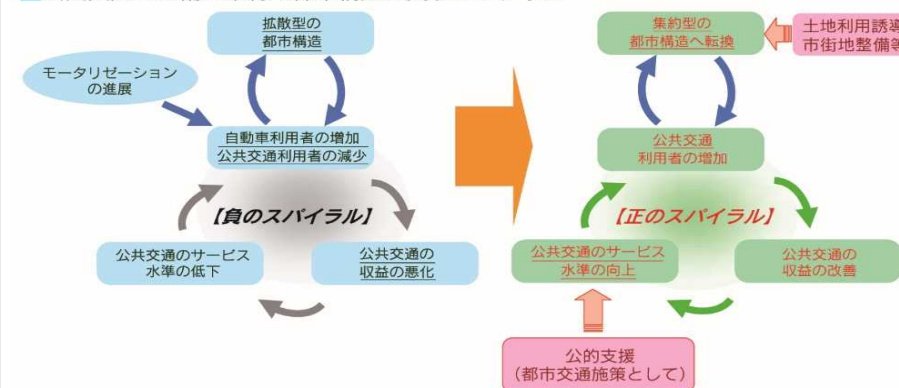 拡散型の
都市構造
モータリゼーション
の進展
自動車利用者の増加
公共交通利用者の減少
【負のスパイラル】
公共交通のサービス
水準の低下
公共交通の
収益の悪化
集約型の
都市構造へ転換
土地利用誘導
市街地整備等
公共交通
利用者の増加
【正のスパイラル】
公共交通のサービス
水準の向上
公共交通の
収益の改善
公的支援
（都市交通施策として）